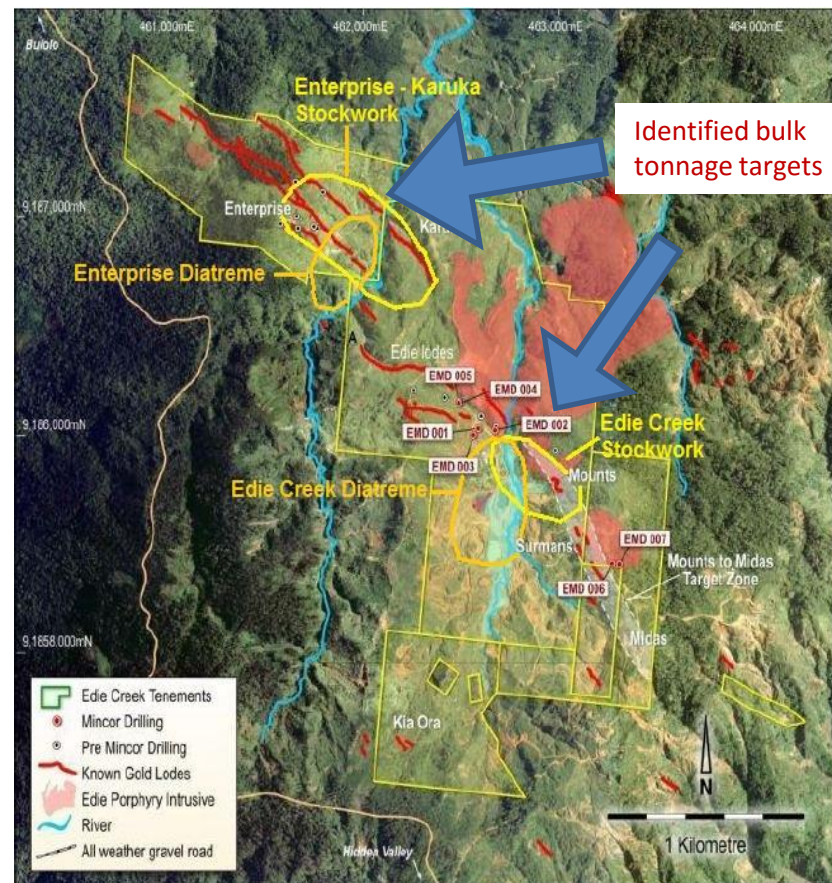 461,000mE
462,000mE
463,000mE
464,000mE
Bulolo
Enterprise - Karuka
Stockwork
Identified bulk
tonnage targets
9,187,000mN
Enterprise
Enterprise Diatreme
A
Edie lodes
EMD 005
EMD 004
9,186,000mN
EMD 001
EMD 002
EMD 003
Edie Creek
Stockwork
Edie Creek Diatreme
Mounts
Surmans
EMD 007
EMD 006
Mounts to Midas
Target Zone
Midas
9,1858,000mN
Edie Creek Tenements
Mincor Drilling
Pre Mincor Drilling
Known Gold Lodes
Edie Porphyry Intrusive
River
All weather gravel road
Kia Ora
N
1 Kilometre
Hidden Valley